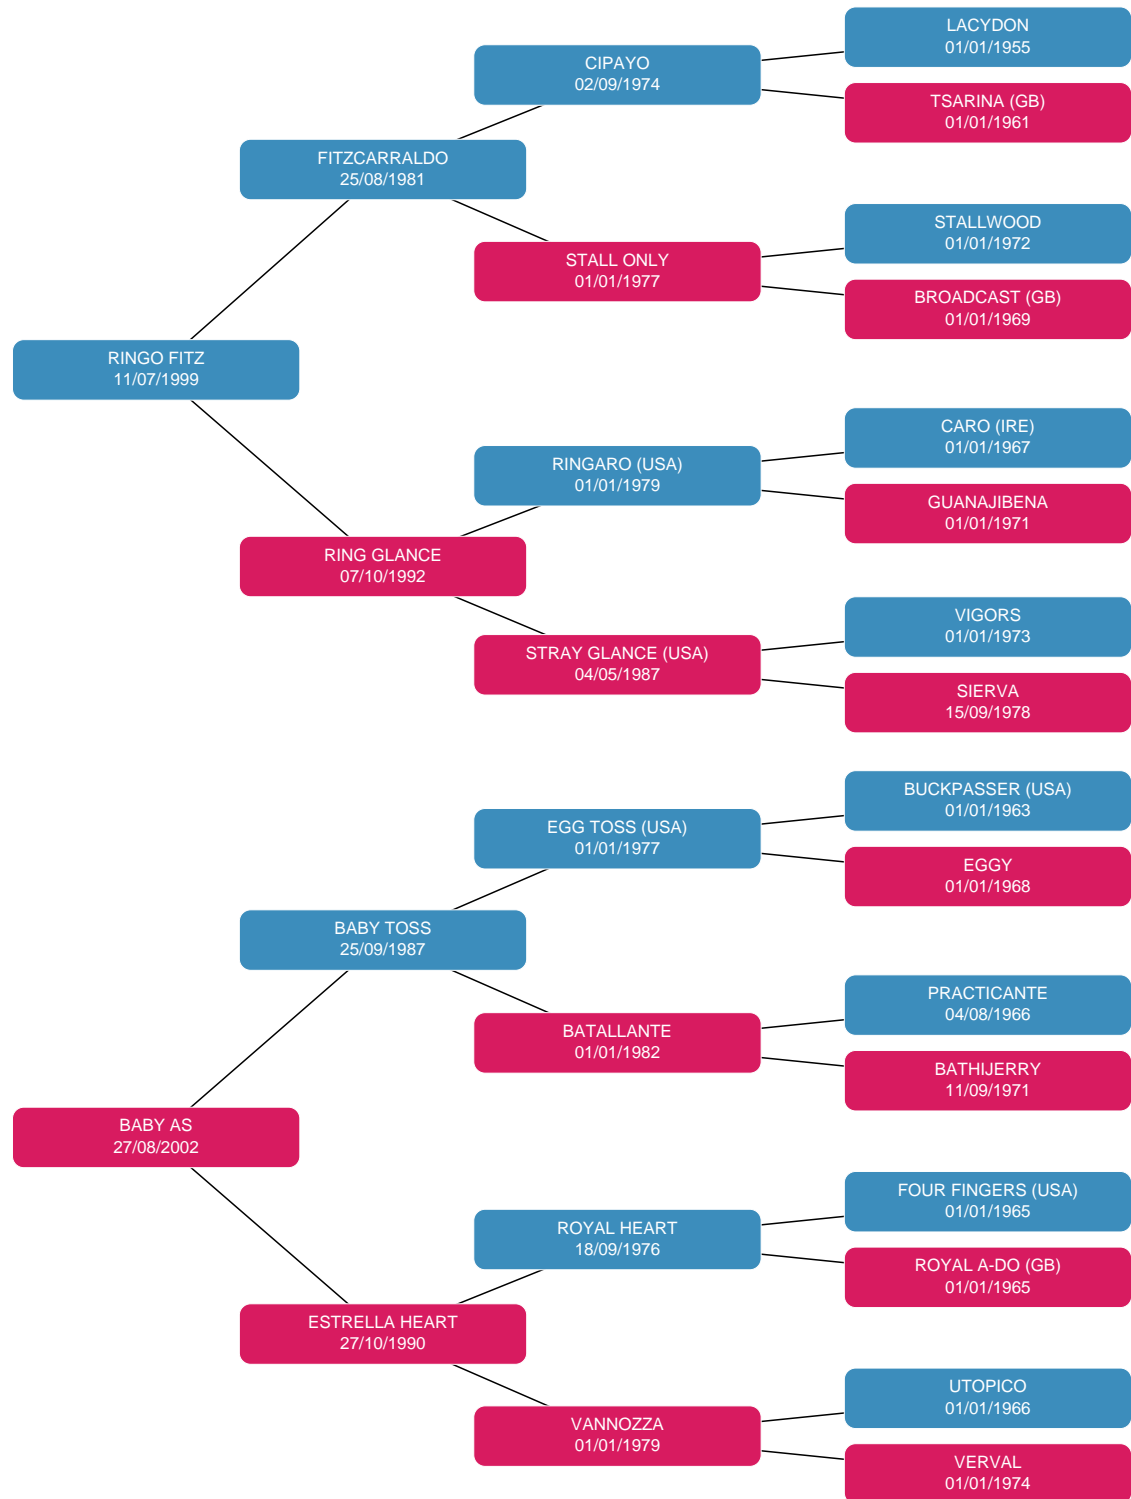 LACYDON
01/01/1955
CIPAYO
02/09/1974
TSARINA (GB)
01/01/1961
FITZCARRALDO
25/08/1981
STALLWOOD
01/01/1972
STALL ONLY
01/01/1977
BROADCAST (GB)
01/01/1969
RINGO FITZ
11/07/1999
CARO (IRE)
01/01/1967
RINGARO (USA)
01/01/1979
GUANAJIBENA
01/01/1971
RING GLANCE
07/10/1992
VIGORS
01/01/1973
STRAY GLANCE (USA)
04/05/1987
SIERVA
15/09/1978
BUCKPASSER (USA)
01/01/1963
EGG TOSS (USA)
01/01/1977
EGGY
01/01/1968
BABY TOSS
25/09/1987
PRACTICANTE
04/08/1966
BATALLANTE
01/01/1982
BATHIJERRY
11/09/1971
BABY AS
27/08/2002
FOUR FINGERS (USA)
01/01/1965
ROYAL HEART
18/09/1976
ROYAL A-DO (GB)
01/01/1965
ESTRELLA HEART
27/10/1990
UTOPICO
01/01/1966
VANNOZZA
01/01/1979
VERVAL
01/01/1974